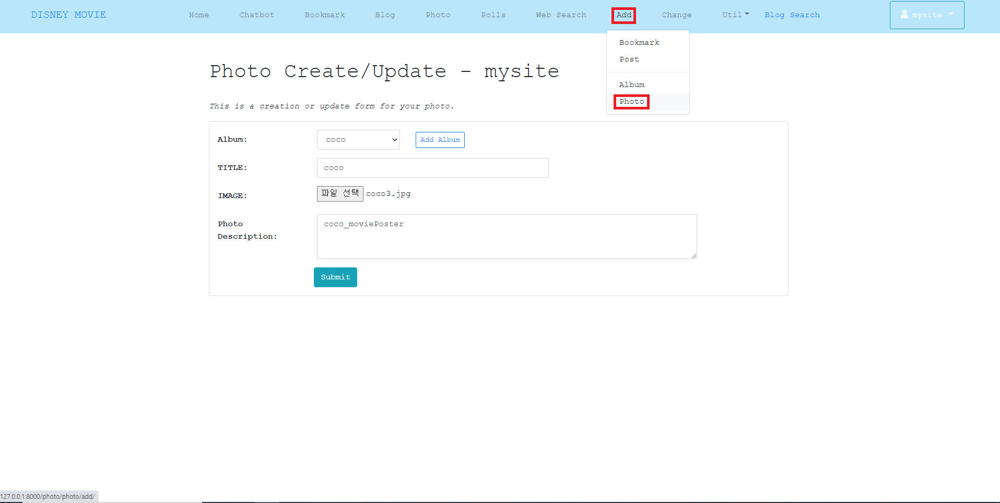 DISNEY MOVIE Home Chatbot Bookmark Blog Photo Polls Web Search Add Change Util Blog Search mysite
Bookmark
Post
Album
Photo
Photo Create/Update - mysite
This is a creation or update form for your photo.
Album: coco Add Album
TITLE: coco
IMAGE: 파일 선택 coco3.jpg
Photo
Description:
coco_moviePoster
Submit
127.0.0.1:8000/photo/photo/add/